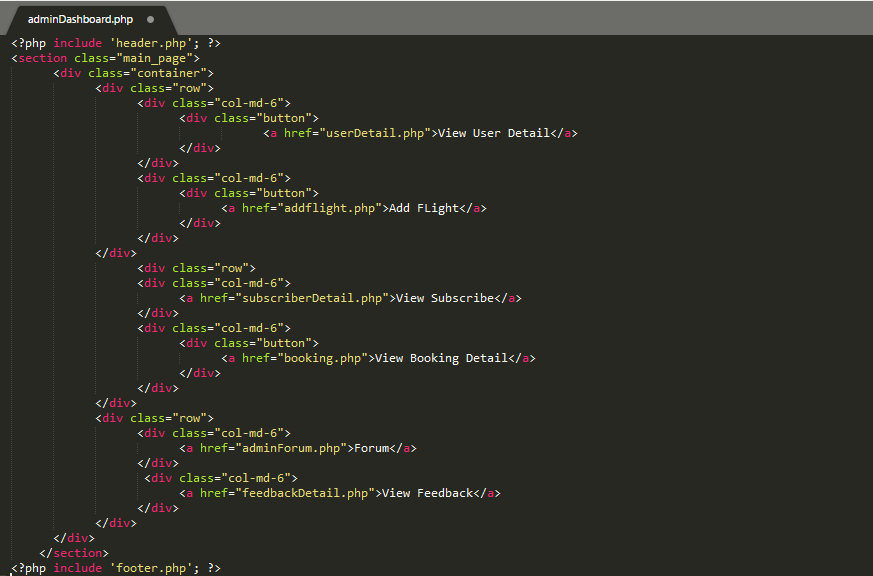 adminDashboard.php
<?php include 'header.php'; ?>
<section class="main_page">
<div class="container">
<div class="row">
<div class="col-md-6">
<div class="button">
<a href="userDetail.php">View User Detail</a>
</div>
</div>
<div class="col-md-6">
<div class="button">
<a href="addflight.php">Add FLight</a>
</div>
</div>
</div>
<div class="row">
<div class="col-md-6">
<a href="subscriberDetail.php">View Subscribe</a>
</div>
<div class="col-md-6">
<div class="button">
<a href="booking.php">View Booking Detail</a>
</div>
</div>
</div>
<div class="row">
<div class="col-md-6">
<a href="adminForum.php">Forum</a>
</div>
<div class="col-md-6">
<a href="feedbackDetail.php">View Feedback</a>
</div>
</div>
</div>
</section>
<?php include 'footer.php'; ?>